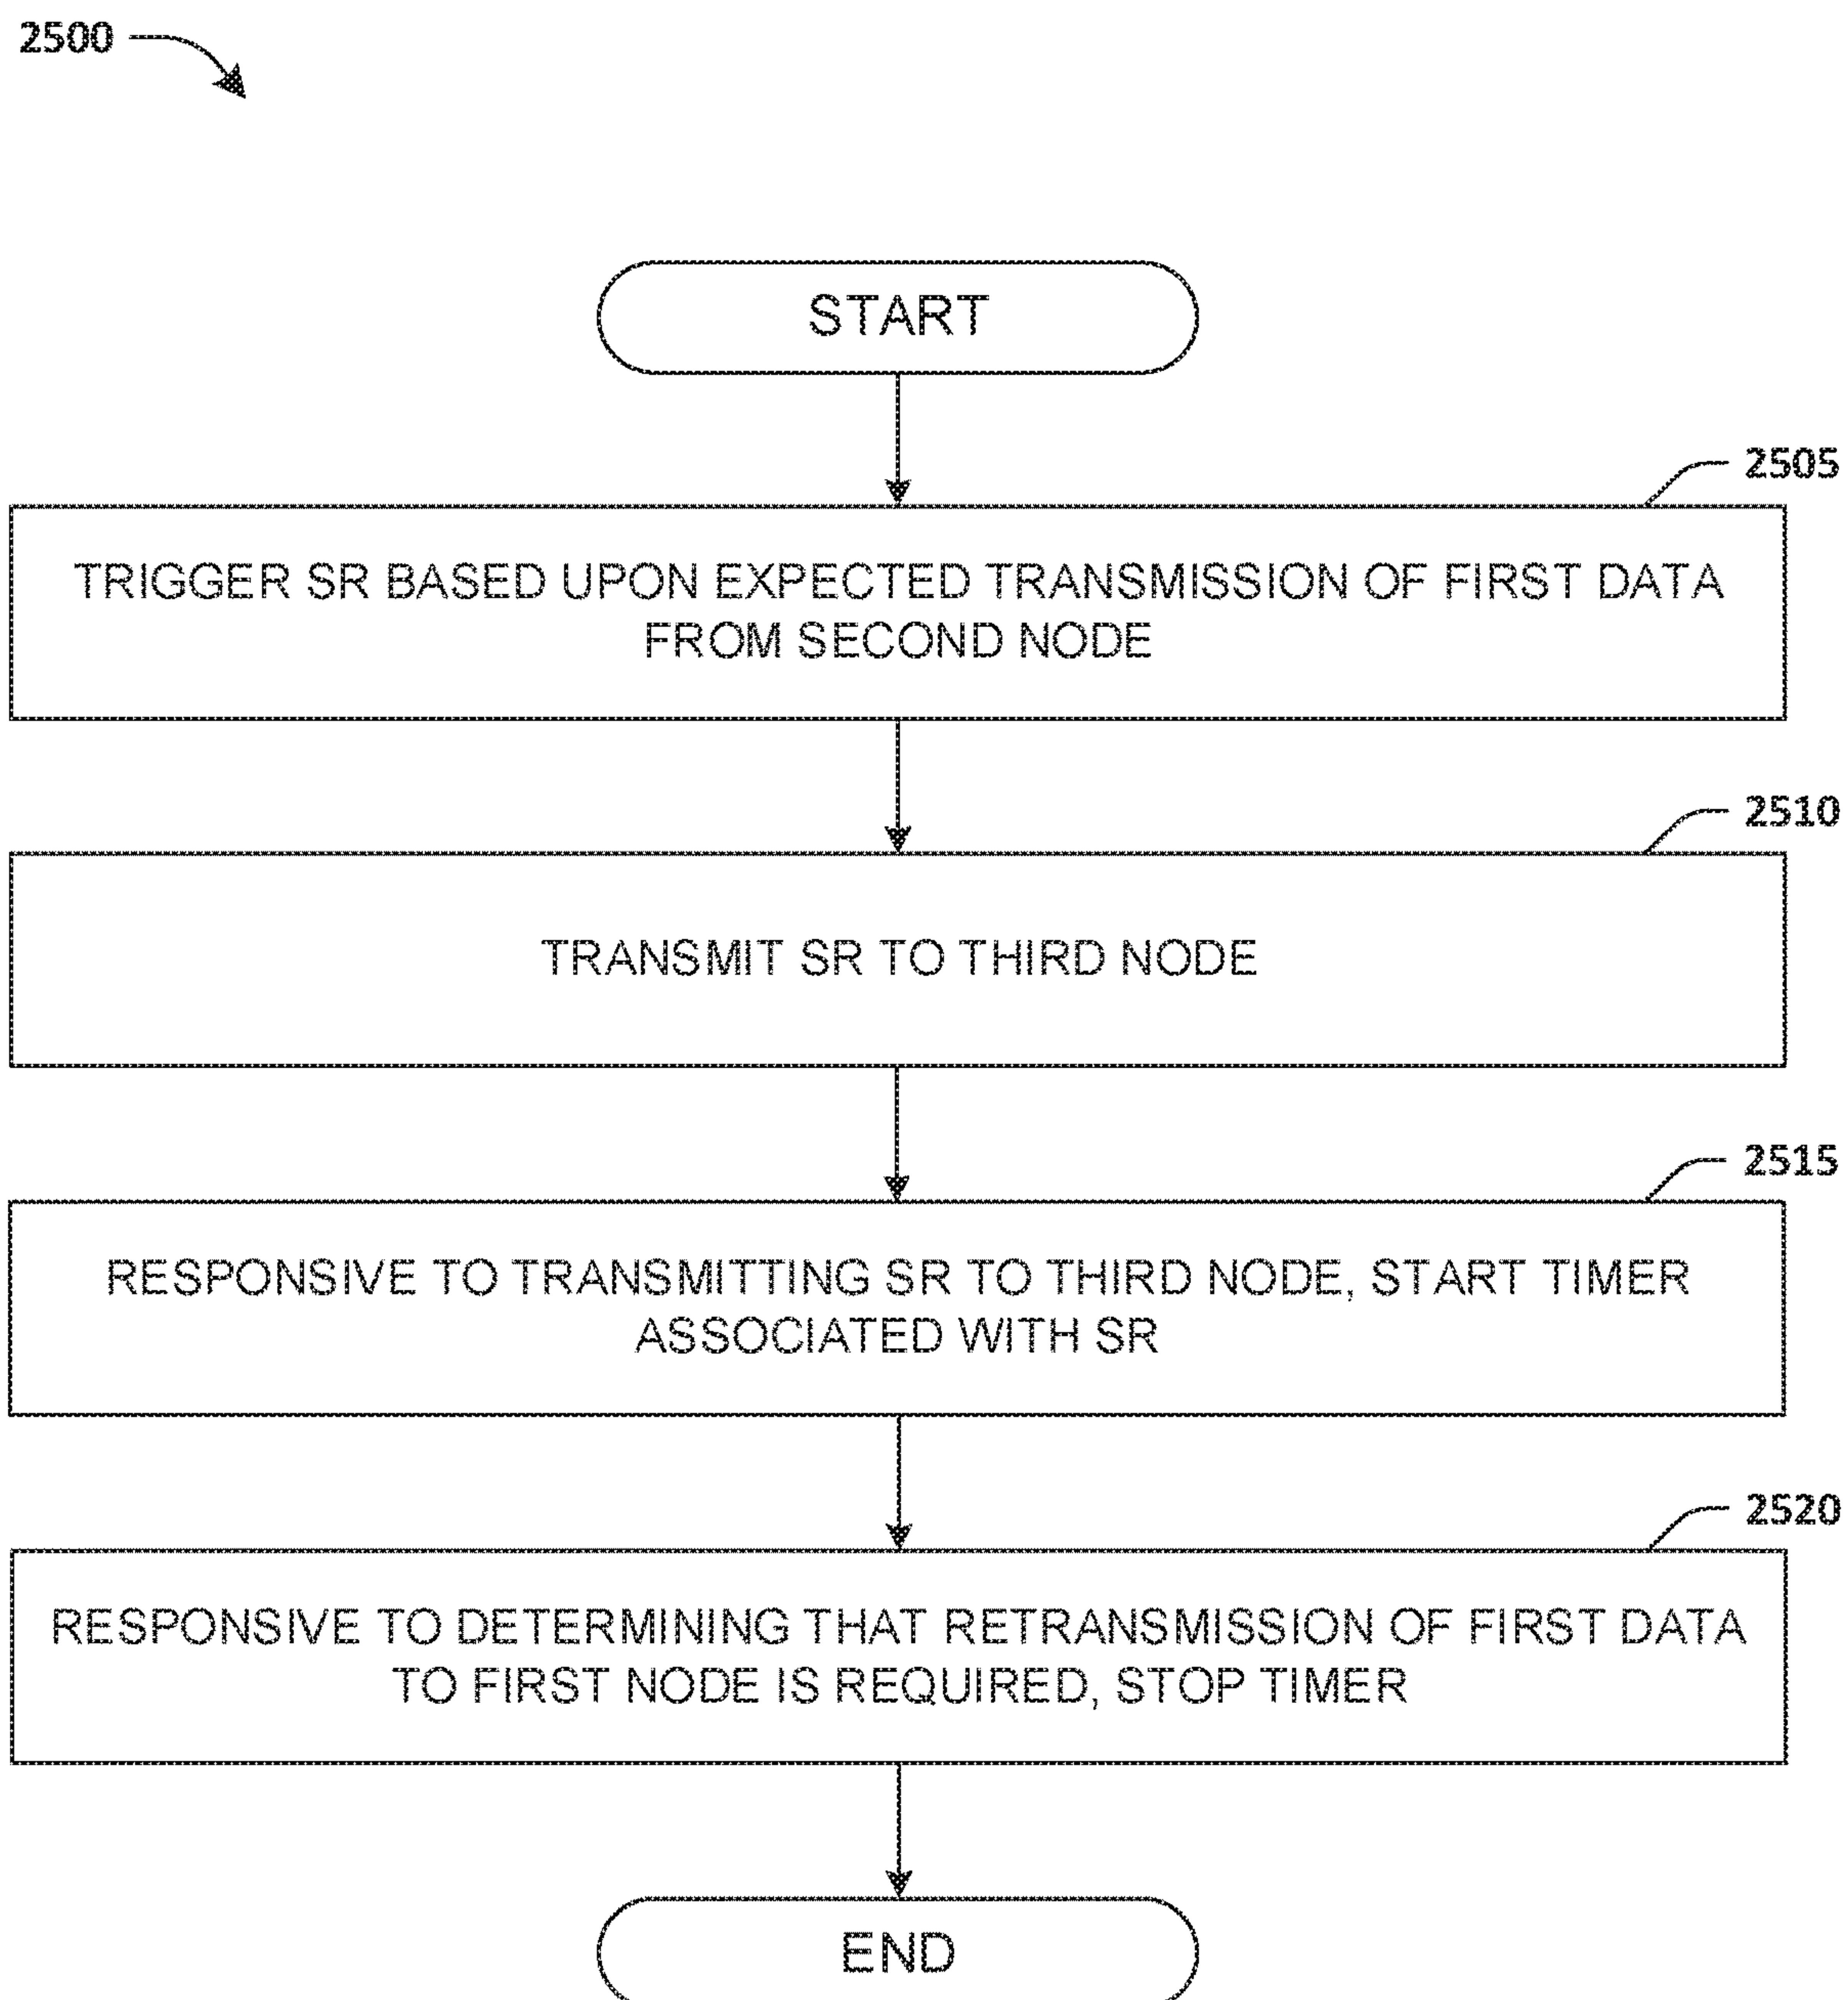 2500
START
2505
TRIGGER SR BASED UPON EXPECTED TRANSMISSION OF FIRST DATA
FROM SECOND NODE
2510
TRANSMIT SR TO THIRD NODE
2515
RESPONSIVE TO TRANSMITTING SR TO THIRD NODE, START TIMER
ASSOCIATED WITH SR
2520
RESPONSIVE TO DETERMINING THAT RETRANSMISSION OF FIRST DATA
TO FIRST NODE IS REQUIRED, STOP TIMER
END